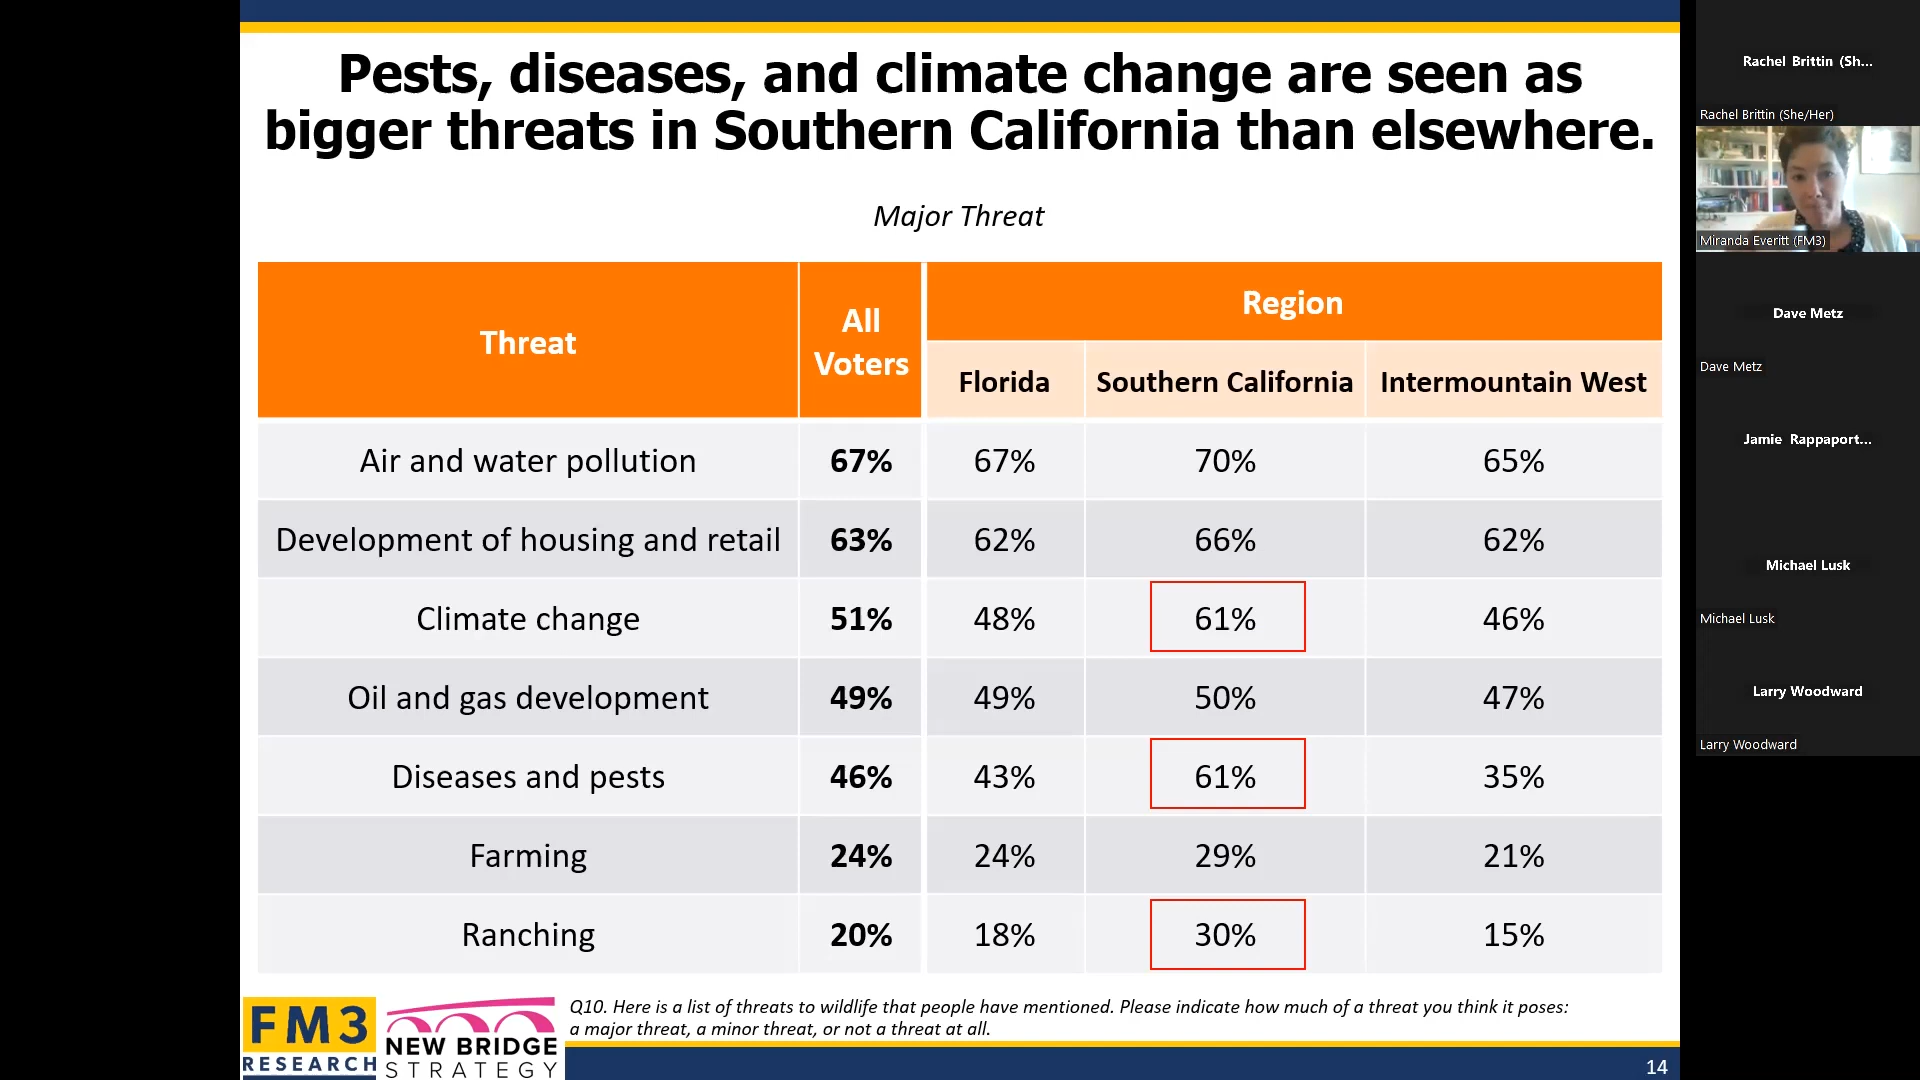 Pests, diseases, and climate change are seen as
bigger threats in Southern California than elsewhere.
Major Threat
Threat
All
Voters
Region
Florida
Southern California
Intermountain West
Air and water pollution 67% 67% 70% 65%
Development of housing and retail 63% 62% 66% 62%
Climate change 51% 48% 61% 46%
Oil and gas development 49% 49% 50% 47%
Diseases and pests 46% 43% 61% 35%
Farming 24% 24% 29% 21%
Ranching 20% 18% 30% 15%
FM3
RESEARCH
NEW BRIDGE
STRATEGY
Q10. Here is a list of threats to wildlife that people have mentioned. Please indicate how much of a threat you think it poses:
a major threat, a minor threat, or not a threat at all.
14
Rachel Brittin (Sh...
Rachel Brittin (She/Her)
Miranda Everitt (FM3)
Dave Metz
Dave Metz
Jamie Rappaport...
Michael Lusk
Michael Lusk
Larry Woodward
Larry Woodward